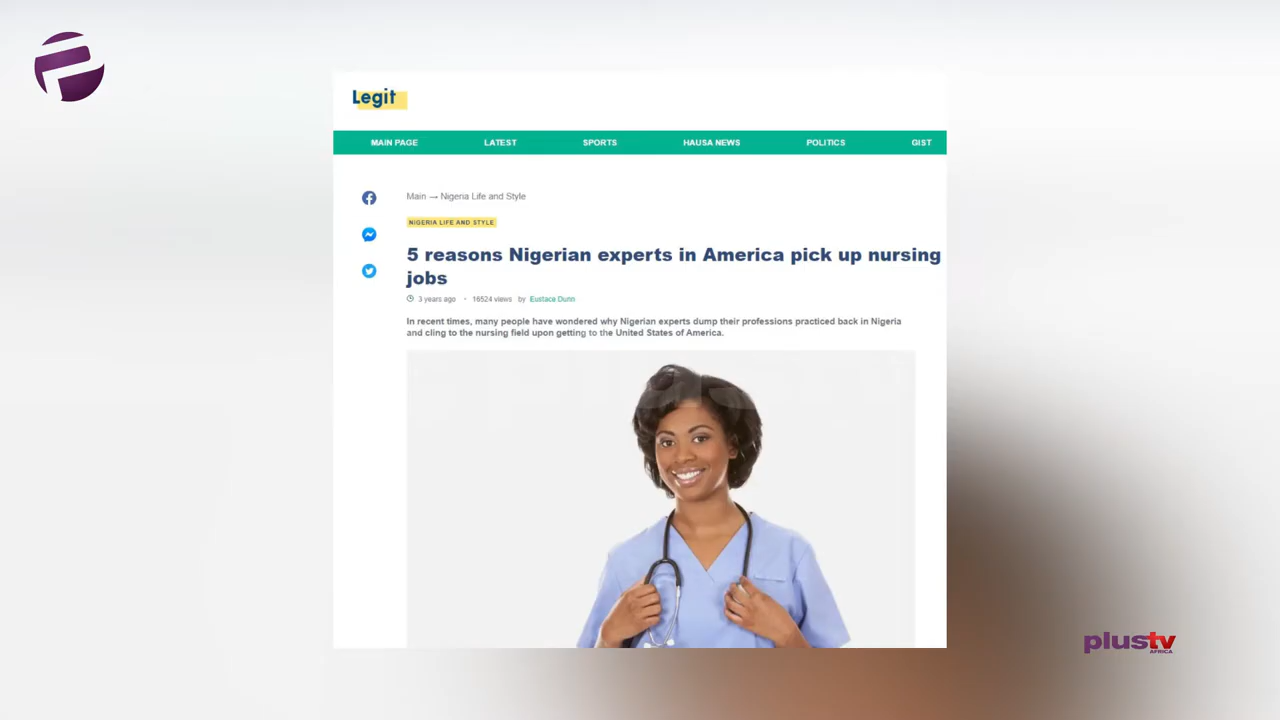 Legit
MAIN PAGE LATEST SPORTS HAUSA NEWS POLITICS GIST
Main → Nigeria Life and Style
NIGERIA LIFE AND STYLE
5 reasons Nigerian experts in America pick up nursing
jobs
3 years ago • 16524 views by Eustace Dunn
In recent times, many people have wondered why Nigerian experts dump their professions practiced back in Nigeria
and cling to the nursing field upon getting to the United States of America.
plustv
AFRICA